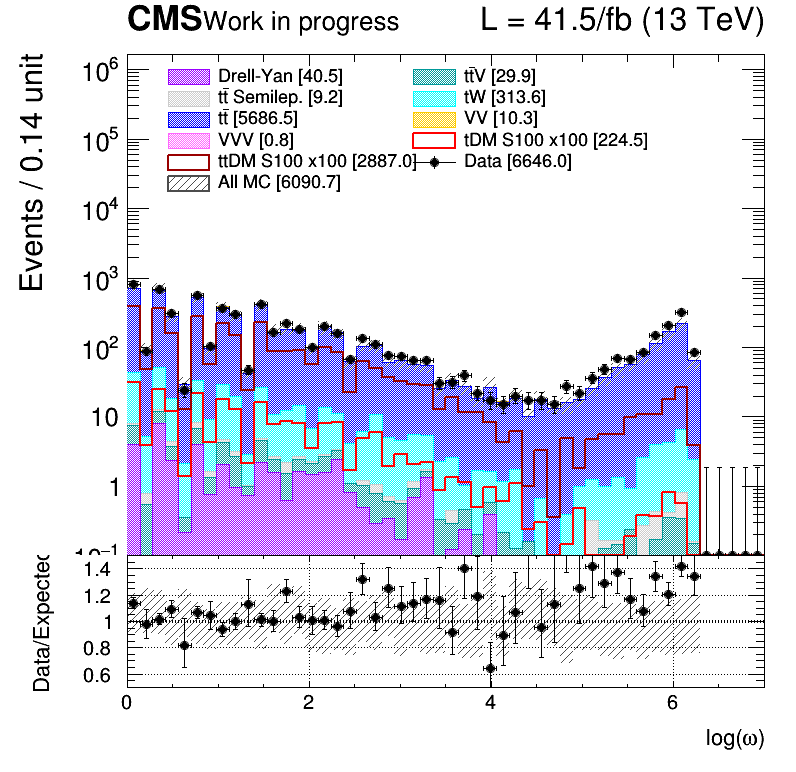 CMS Work in progress L = 41.5/fb (13 TeV)
Events / 0.14 unit
10⁶
10⁵
10⁴
10³
10²
10
1
10⁻¹
Drell-Yan [40.5]
tt̄V [29.9]
tt̄ Semilep. [9.2]
tW [313.6]
tt̄ [5686.5]
VV [10.3]
VVV [0.8]
tDM S100 x100 [224.5]
ttDM S100 x100 [2887.0]
Data [6646.0]
All MC [6090.7]
Data/Expected
1.4
1.2
1
0.8
0.6
0 2 4 6
log(ω)